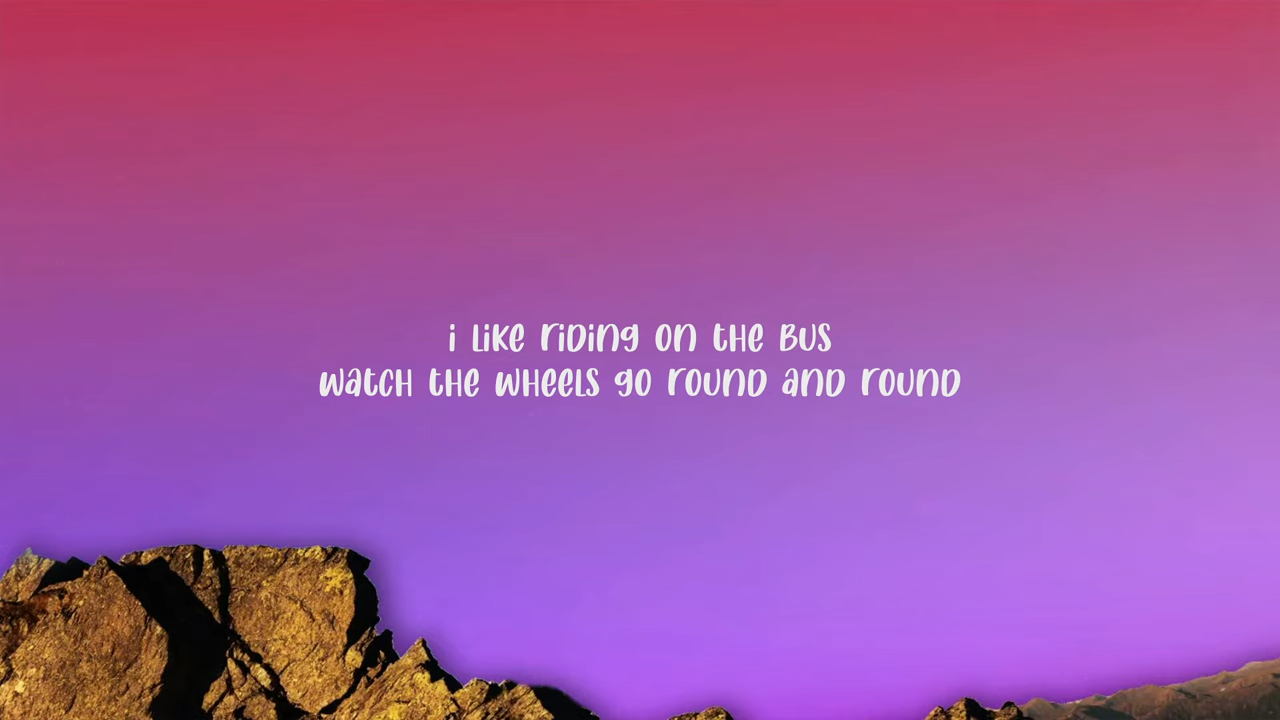 i like riding on the bus
watch the wheels go round and round